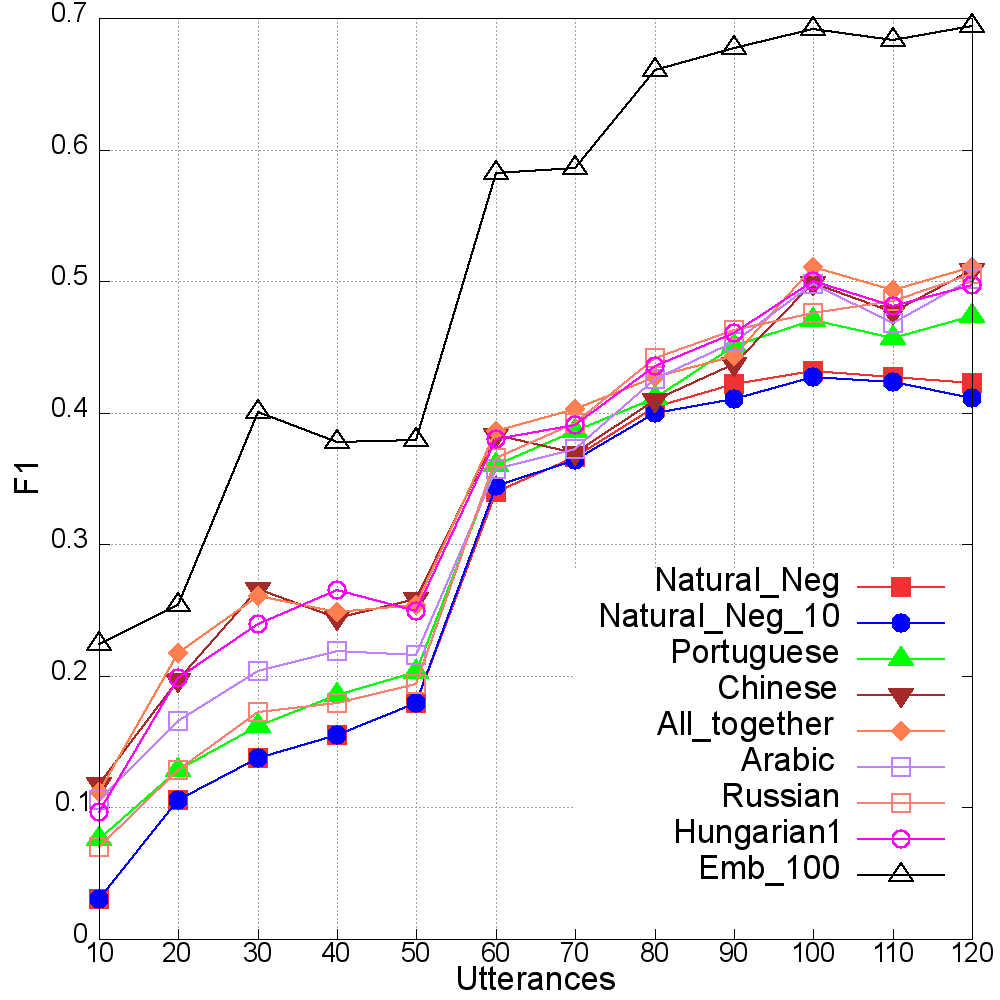 0.7
0.6
0.5
0.4
0.3
0.2
0.1
0
F1
10 20 30 40 50 60 70 80 90 100 110 120
Utterances
Natural_Neg
Natural_Neg_10
Portuguese
Chinese
All_together
Arabic
Russian
Hungarian1
Emb_100